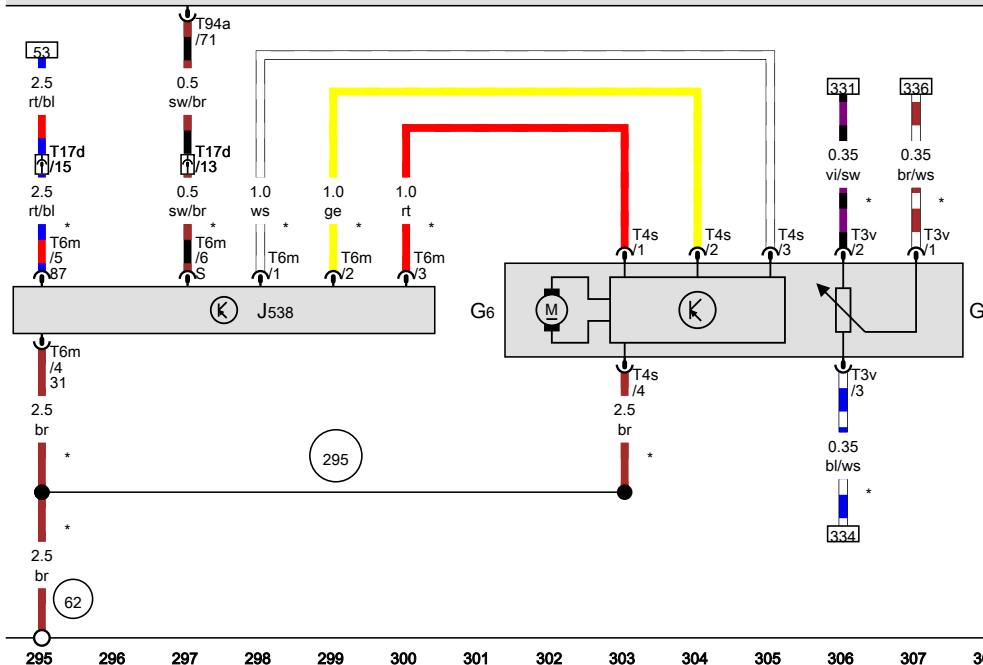 T94a
/71
53
331
336
2.5
rt/bl
0.5
sw/br
0.35
vi/sw
*
0.35
br/ws
*
T17d
/15
T17d
/13
2.5
rt/bl
*
0.5
sw/br
*
1.0
ws
*
1.0
ge
*
1.0
rt
*
T6m
/5
87
T6m
/6
S
T6m
/1
T6m
/2
T6m
/3
T4s
/1
T4s
/2
T4s
/3
T3v
/2
T3v
/1
J538
G6
M
G
T6m
/4
31
T4s
/4
T3v
/3
2.5
br
*
295
2.5
br
*
0.35
bl/ws
*
334
*
2.5
br
62
295 296 297 298 299 300 301 302 303 304 305 306 307